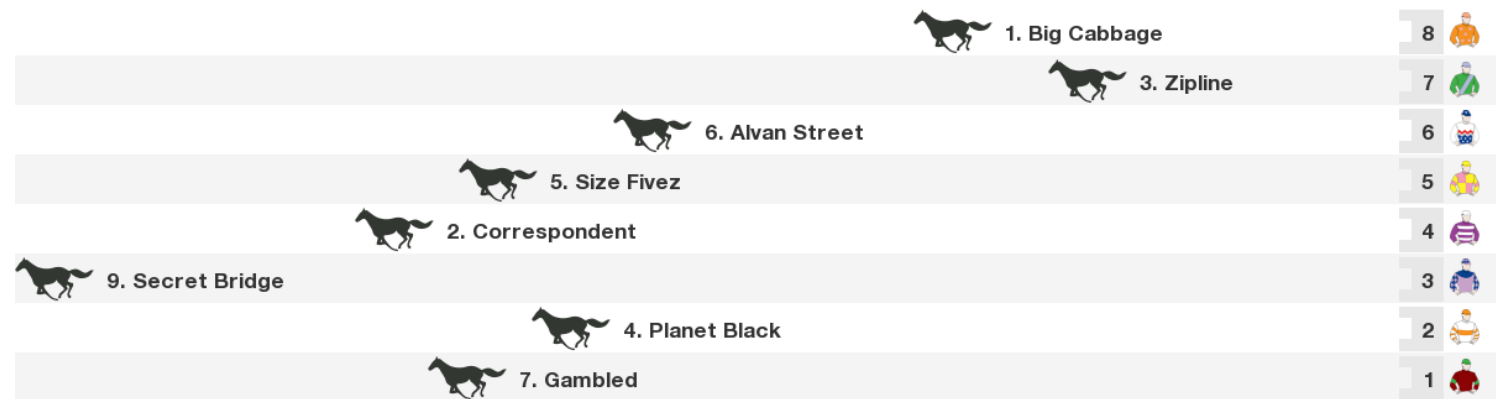 1. Big Cabbage 8
3. Zipline 7
6. Alvan Street 6
5. Size Fivez 5
2. Correspondent 4
9. Secret Bridge 3
4. Planet Black 2
7. Gambled 1